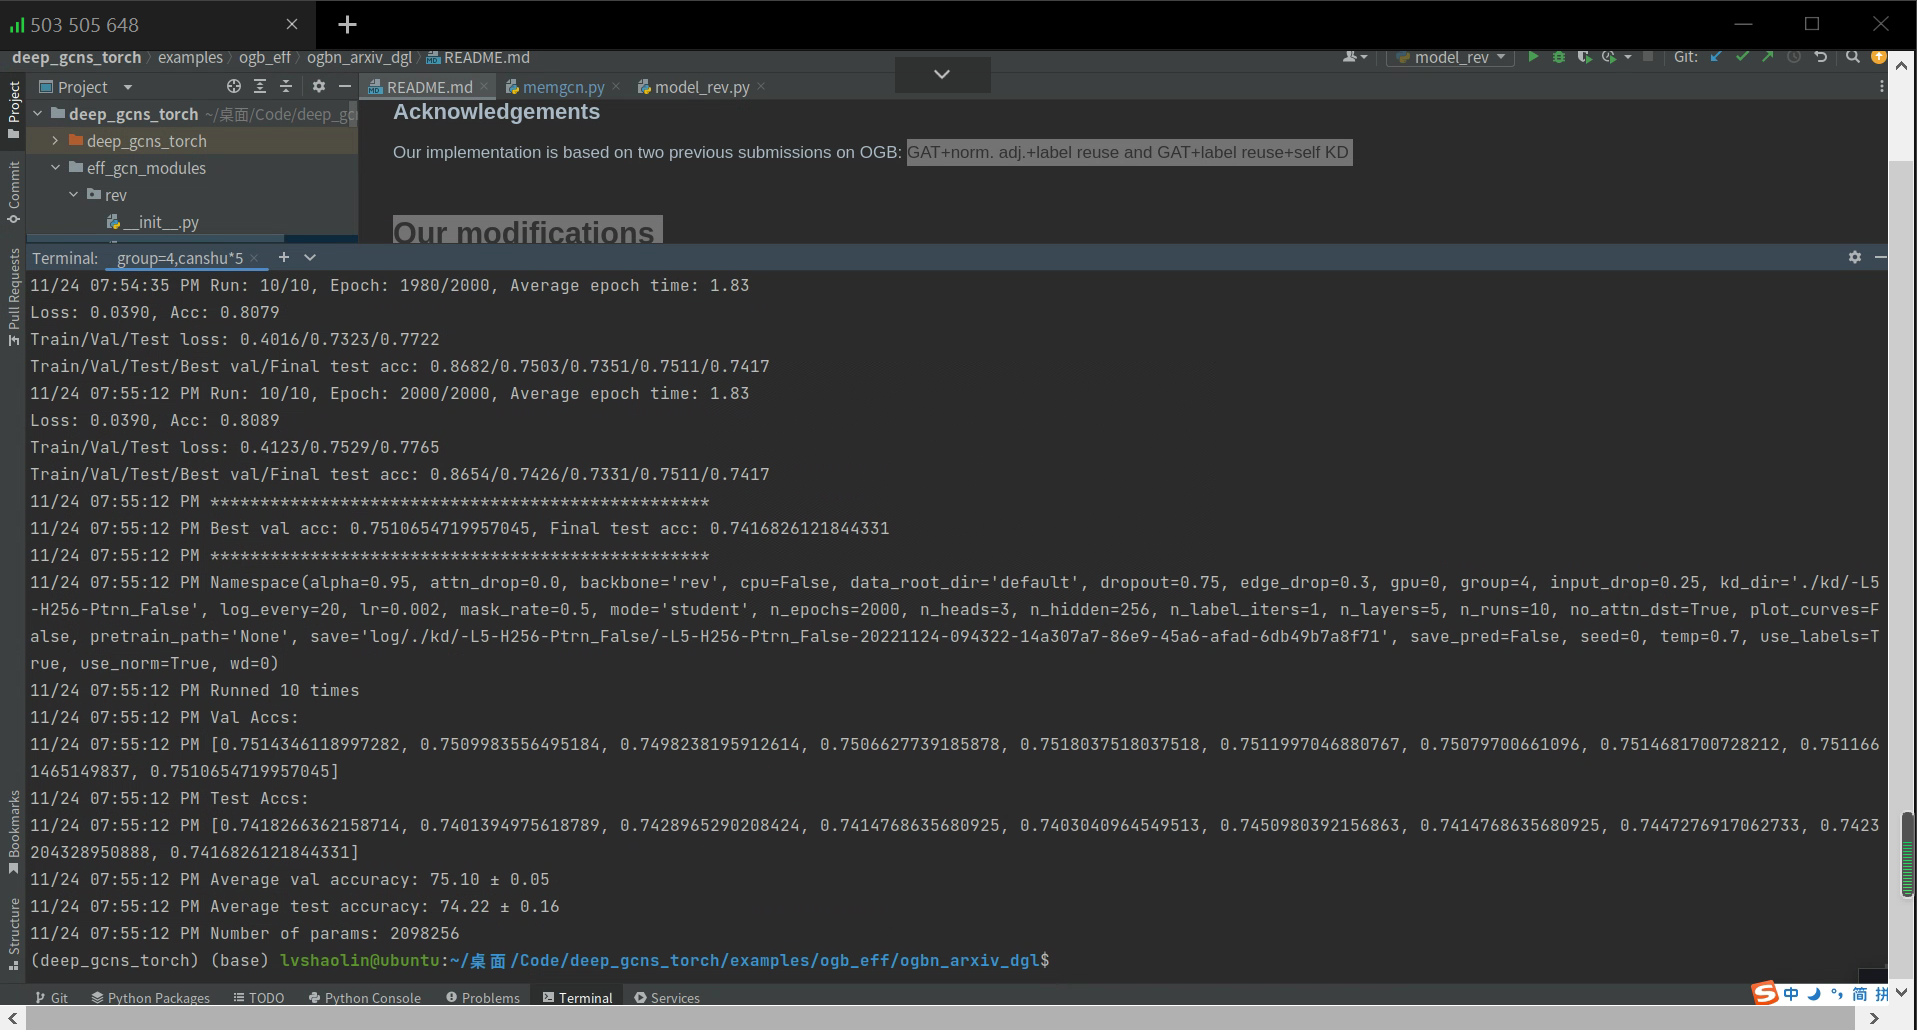 503 505 648
deep_gcns_torch examples ogb_eff ogbn_arxiv_dgl README.md
model_rev Git:
Project
README.md memgcn.py model_rev.py
Project
deep_gcns_torch ~/桌面/Code/deep_gc
deep_gcns_torch
eff_gcn_modules
rev
__init__.py
Acknowledgements
Our implementation is based on two previous submissions on OGB: GAT+norm. adj.+label reuse and GAT+label reuse+self KD
Our modifications
Commit
Pull Requests
Bookmarks
Structure
Terminal: group=4,canshu*5
11/24 07:54:35 PM Run: 10/10, Epoch: 1980/2000, Average epoch time: 1.83
Loss: 0.0390, Acc: 0.8079
Train/Val/Test loss: 0.4016/0.7323/0.7722
Train/Val/Test/Best val/Final test acc: 0.8682/0.7503/0.7351/0.7511/0.7417
11/24 07:55:12 PM Run: 10/10, Epoch: 2000/2000, Average epoch time: 1.83
Loss: 0.0390, Acc: 0.8089
Train/Val/Test loss: 0.4123/0.7529/0.7765
Train/Val/Test/Best val/Final test acc: 0.8654/0.7426/0.7331/0.7511/0.7417
11/24 07:55:12 PM **************************************************
11/24 07:55:12 PM Best val acc: 0.7510654719957045, Final test acc: 0.7416826121844331
11/24 07:55:12 PM **************************************************
11/24 07:55:12 PM Namespace(alpha=0.95, attn_drop=0.0, backbone='rev', cpu=False, data_root_dir='default', dropout=0.75, edge_drop=0.3, gpu=0, group=4, input_drop=0.25, kd_dir='./kd/-L5
-H256-Ptrn_False', log_every=20, lr=0.002, mask_rate=0.5, mode='student', n_epochs=2000, n_heads=3, n_hidden=256, n_label_iters=1, n_layers=5, n_runs=10, no_attn_dst=True, plot_curves=F
alse, pretrain_path='None', save='log/./kd/-L5-H256-Ptrn_False/-L5-H256-Ptrn_False-20221124-094322-14a307a7-86e9-45a6-afad-6db49b7a8f71', save_pred=False, seed=0, temp=0.7, use_labels=T
rue, use_norm=True, wd=0)
11/24 07:55:12 PM Runned 10 times
11/24 07:55:12 PM Val Accs:
11/24 07:55:12 PM [0.7514346118997282, 0.7509983556495184, 0.7498238195912614, 0.7506627739185878, 0.7518037518037518, 0.7511997046880767, 0.75079700661096, 0.7514681700728212, 0.751166
1465149837, 0.7510654719957045]
11/24 07:55:12 PM Test Accs:
11/24 07:55:12 PM [0.7418266362158714, 0.7401394975618789, 0.7428965290208424, 0.7414768635680925, 0.7403040964549513, 0.7450980392156863, 0.7414768635680925, 0.7447276917062733, 0.7423
204328950888, 0.7416826121844331]
11/24 07:55:12 PM Average val accuracy: 75.10 ± 0.05
11/24 07:55:12 PM Average test accuracy: 74.22 ± 0.16
11/24 07:55:12 PM Number of params: 2098256
(deep_gcns_torch) (base) lvshaolin@ubuntu:~/桌面/Code/deep_gcns_torch/examples/ogb_eff/ogbn_arxiv_dgl$
Git Python Packages TODO Python Console Problems Terminal Services
S 中 简 拼